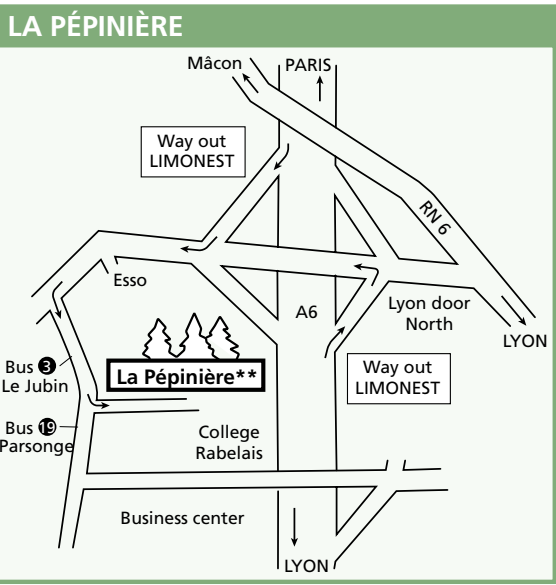 LA PÉPINIÈRE
Mâcon
PARIS
Way out
LIMONEST
RN 6
Esso
A6
Lyon door
North
LYON
La Pépinière**
Way out
LIMONEST
Bus 3
Le Jubin
Bus 19
Parsonge
College
Rabelais
Business center
LYON